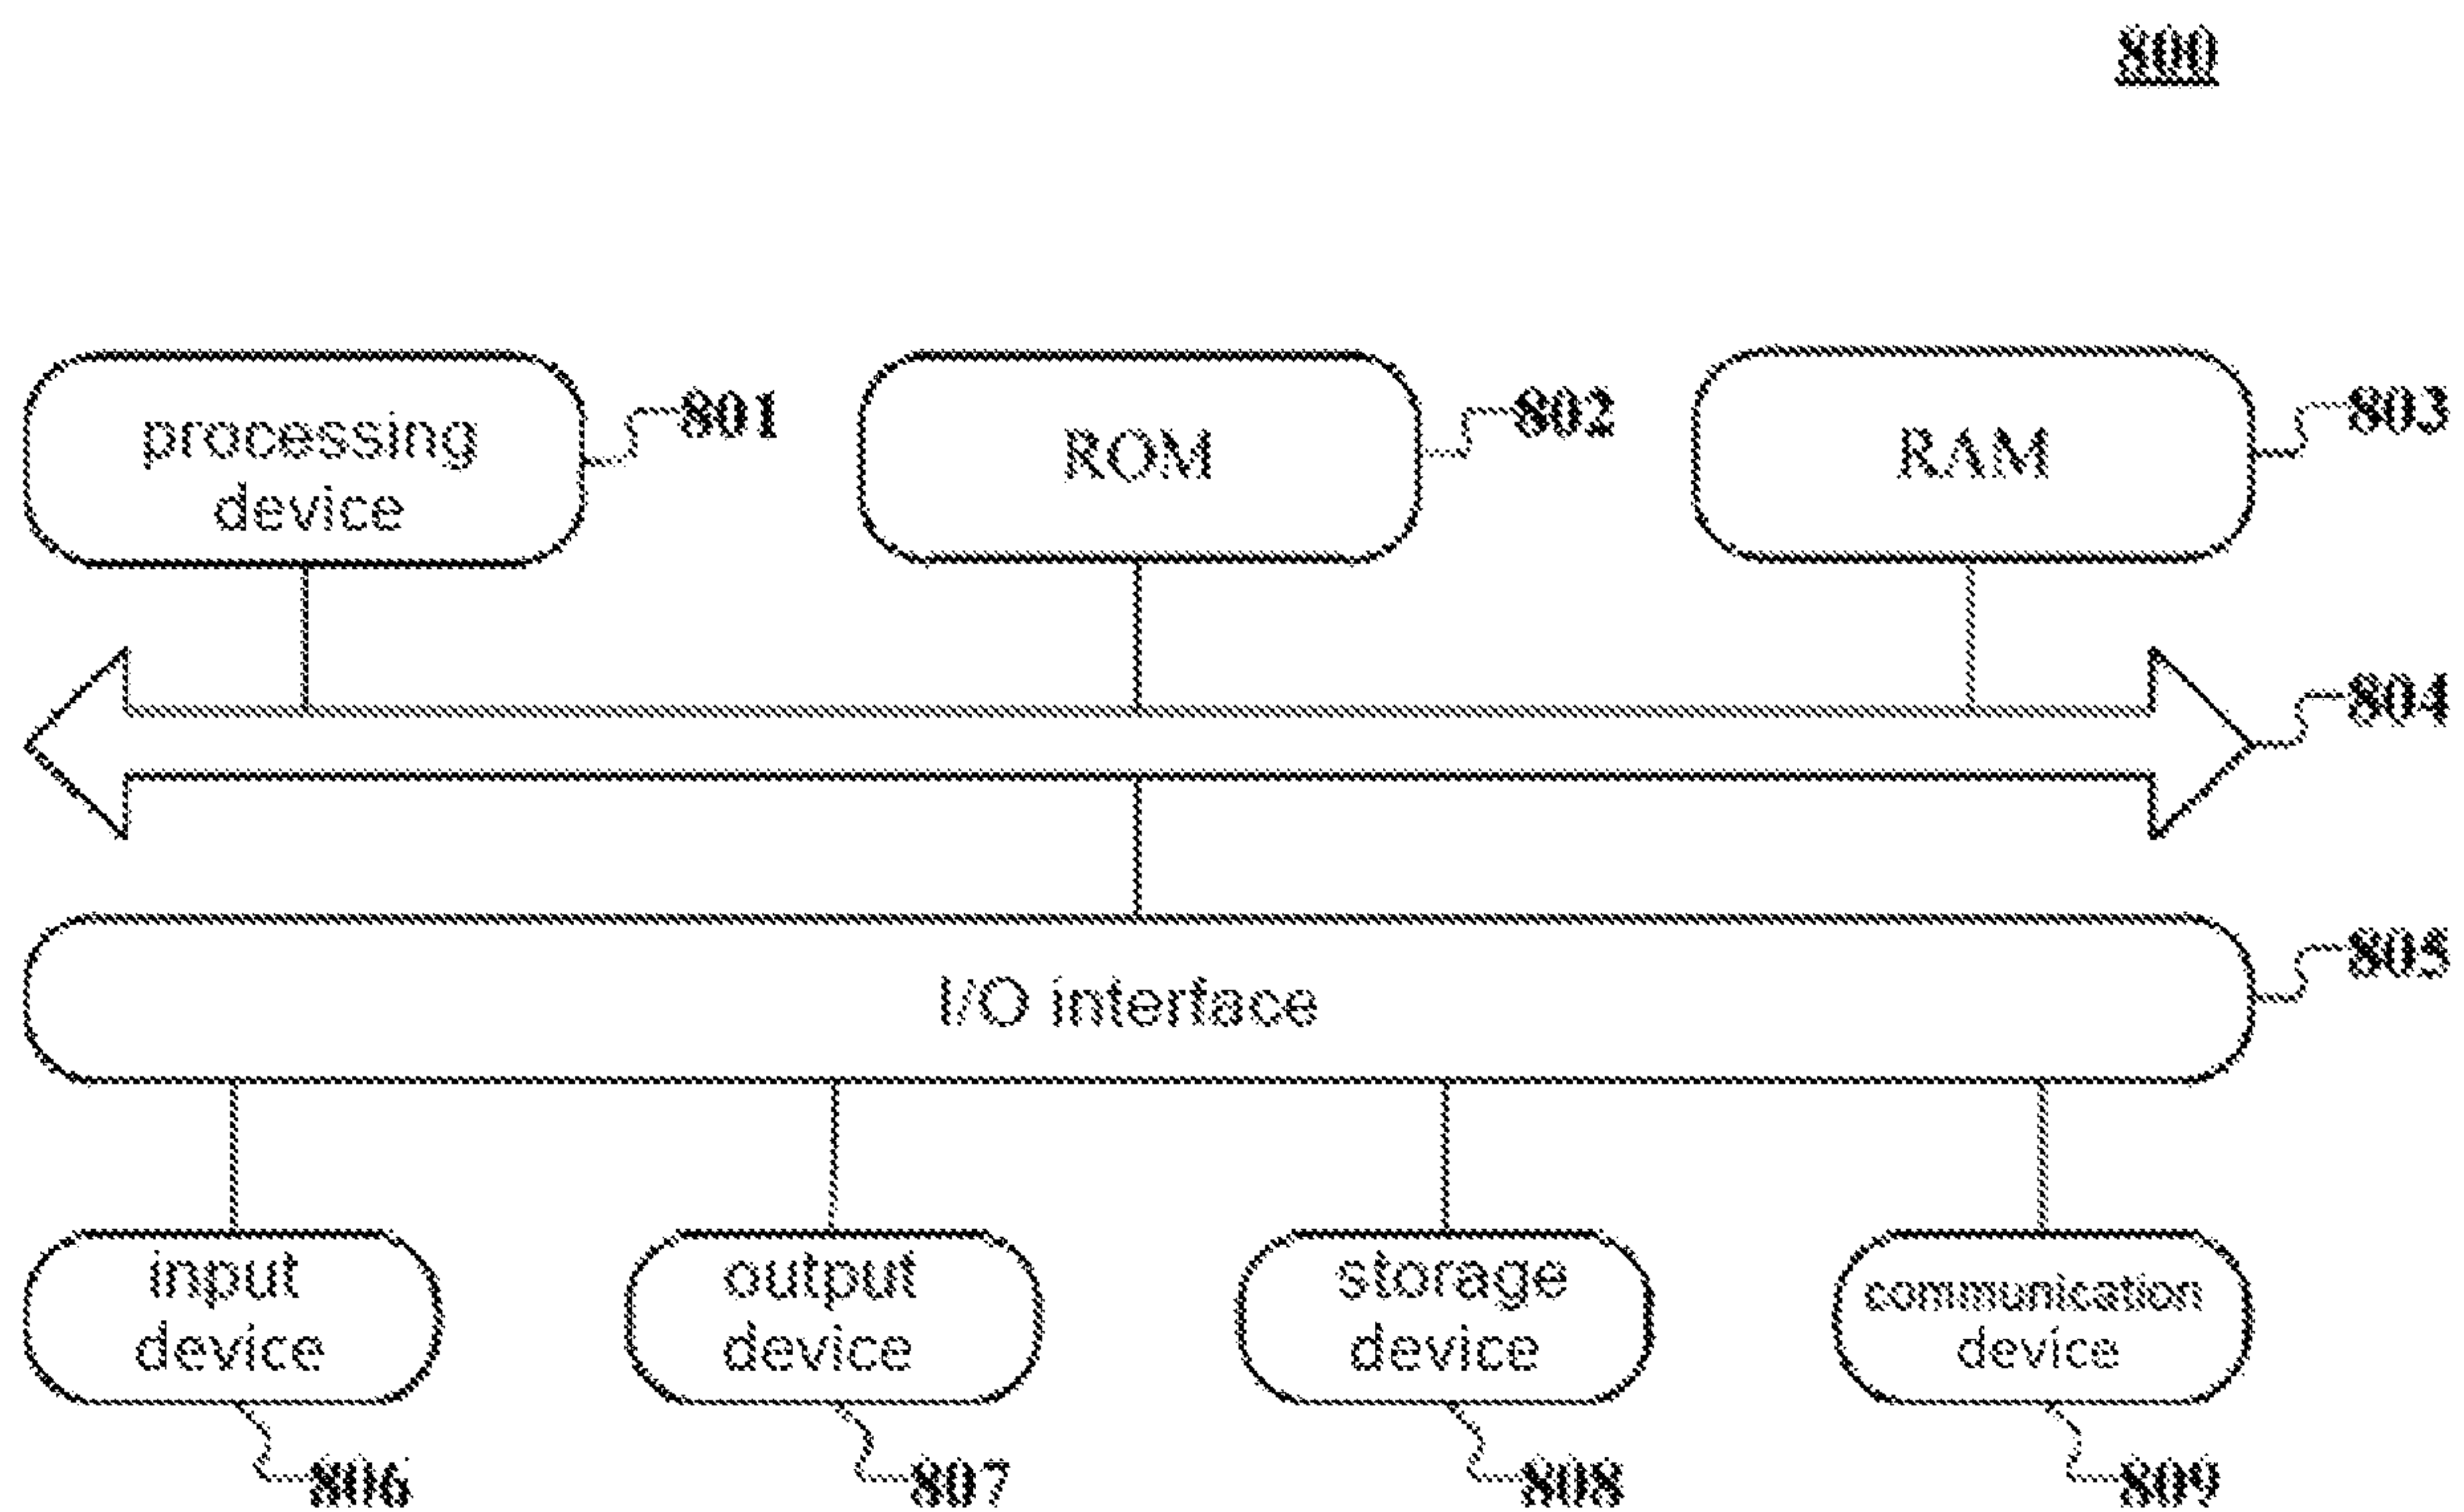 800
processing
device
801
ROM
802
RAM
803
804
I/O interface
805
input
device
output
device
storage
device
communication
device
806
807
808
809